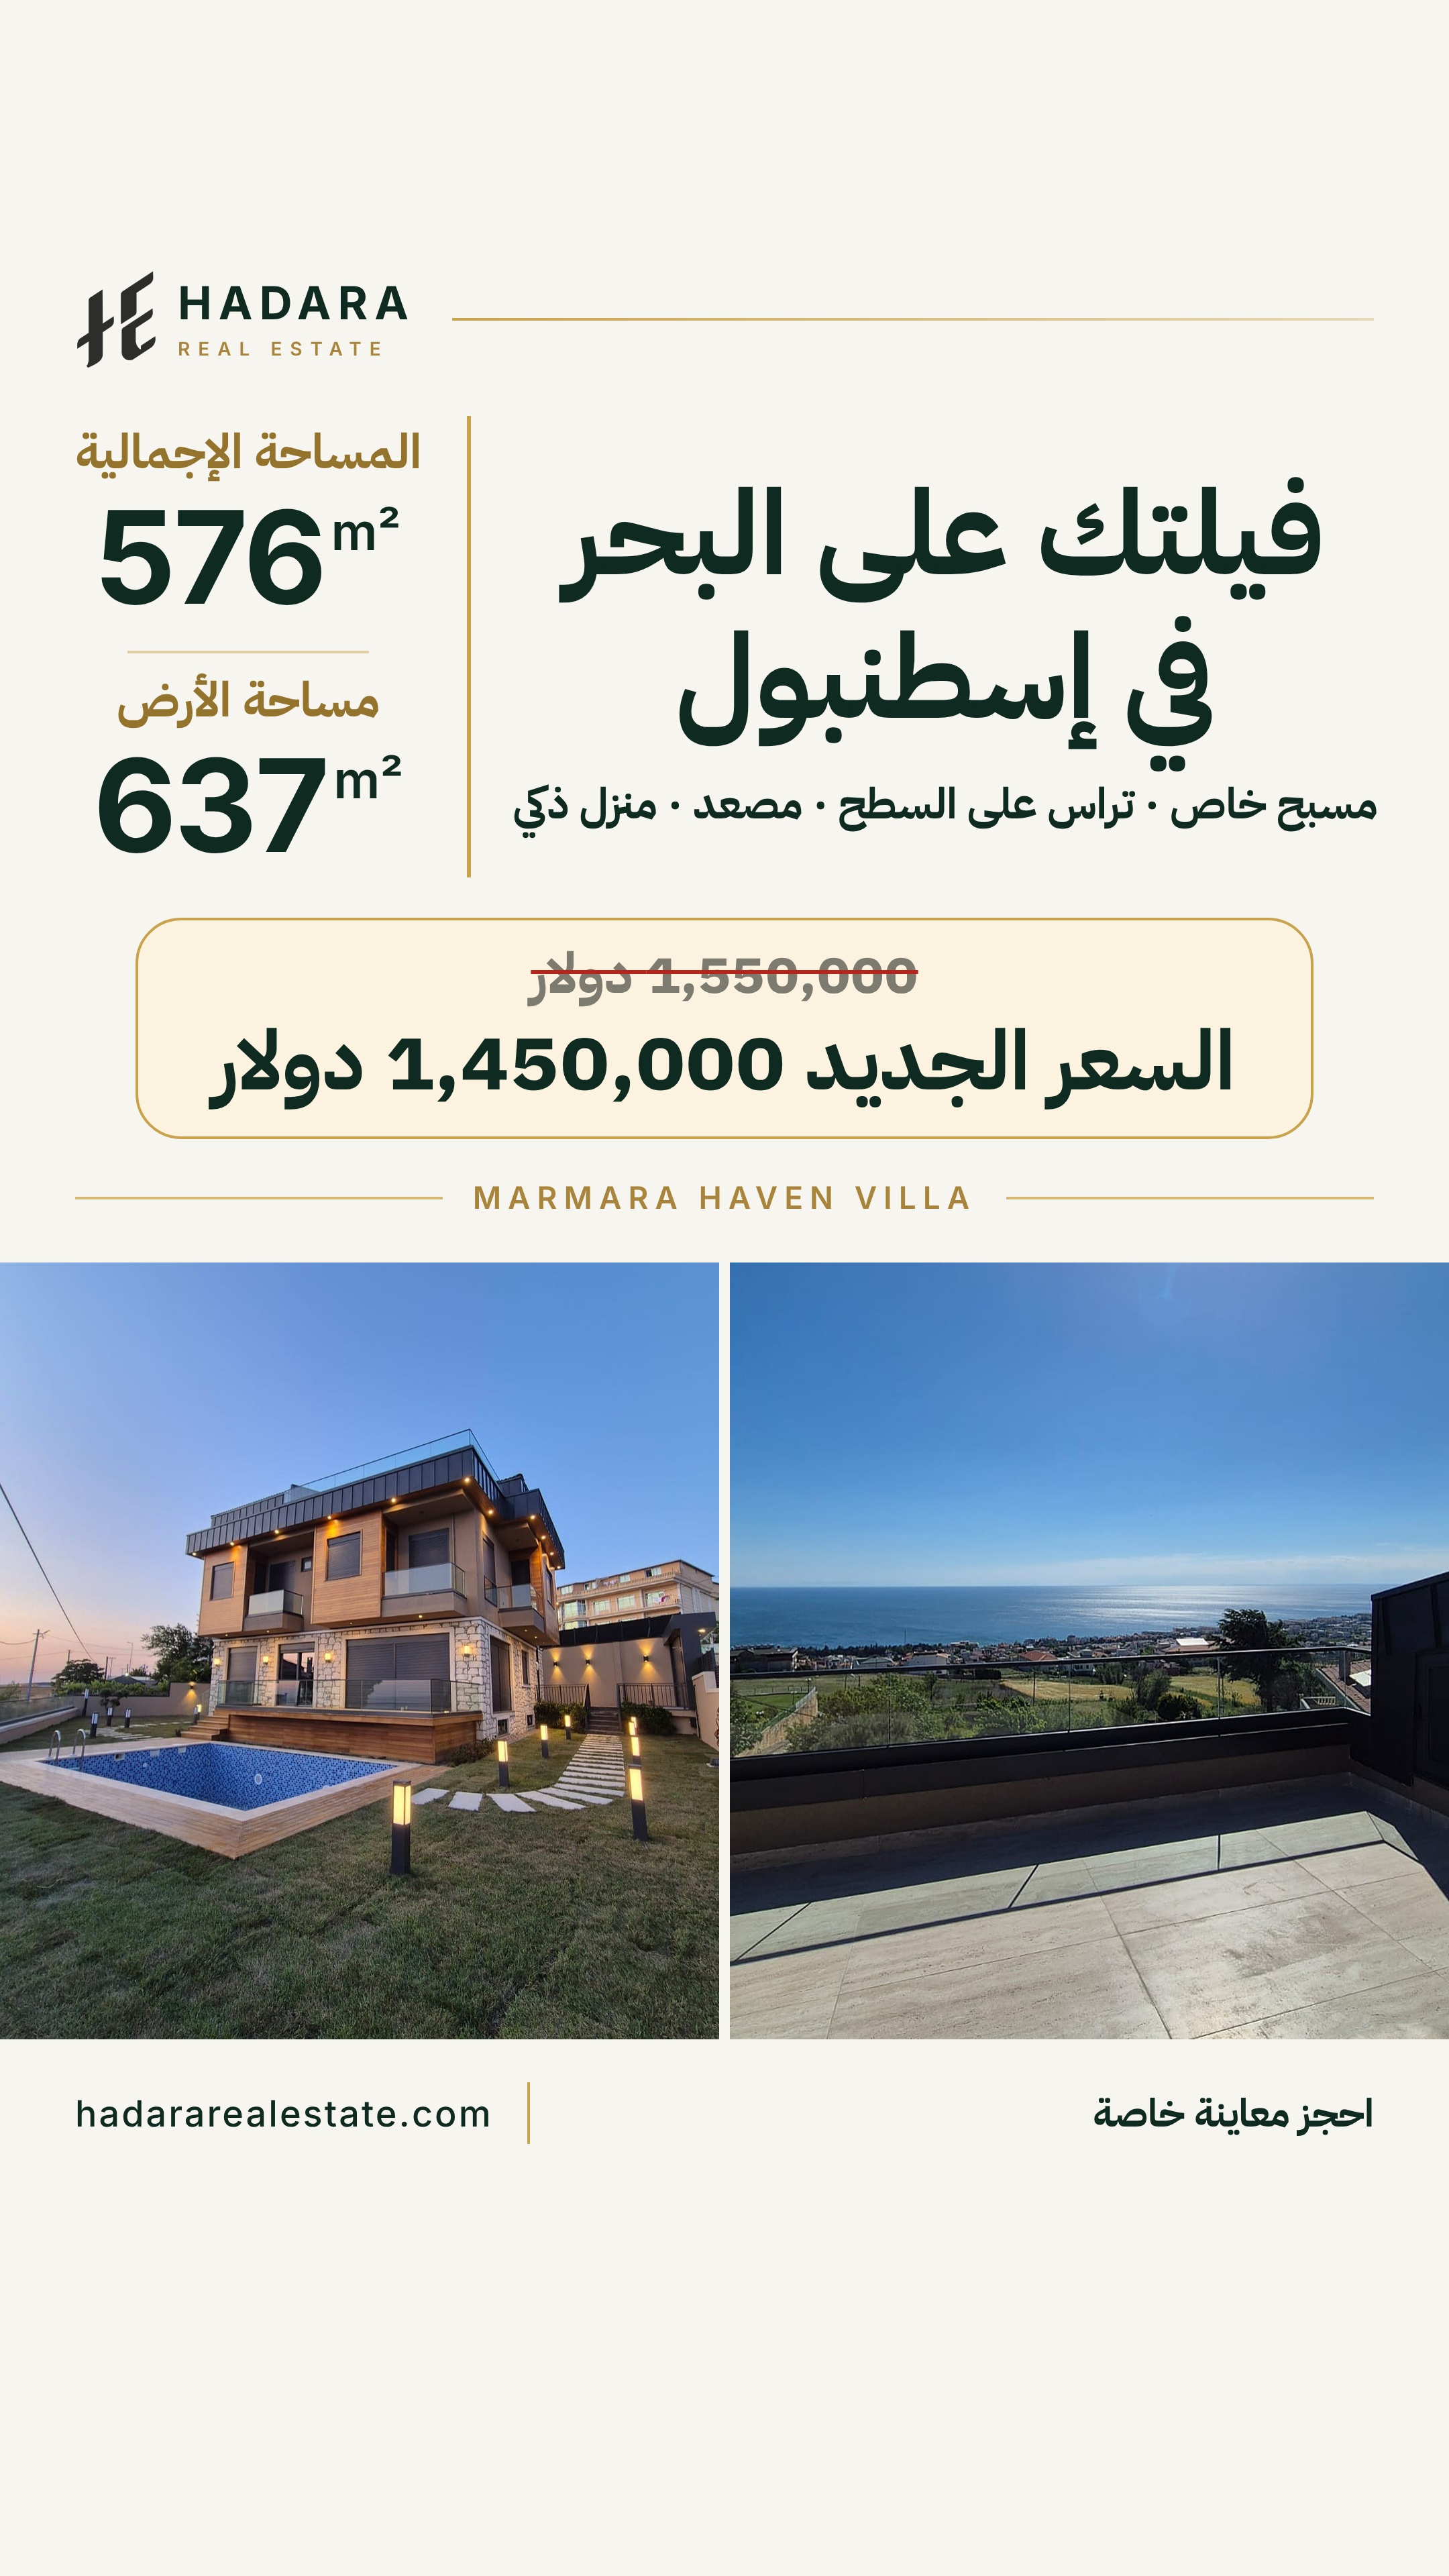 HADARA
REAL ESTATE
فيلتك على البحر
في إسطنبول
مسبح خاص · تراس على السطح · مصعد · منزل ذكي
المساحة الإجمالية
576 m²
مساحة الأرض
637 m²
1,550,000 دولار
السعر الجديد 1,450,000 دولار
MARMARA HAVEN VILLA
احجز معاينة خاصة
hadararealestate.com